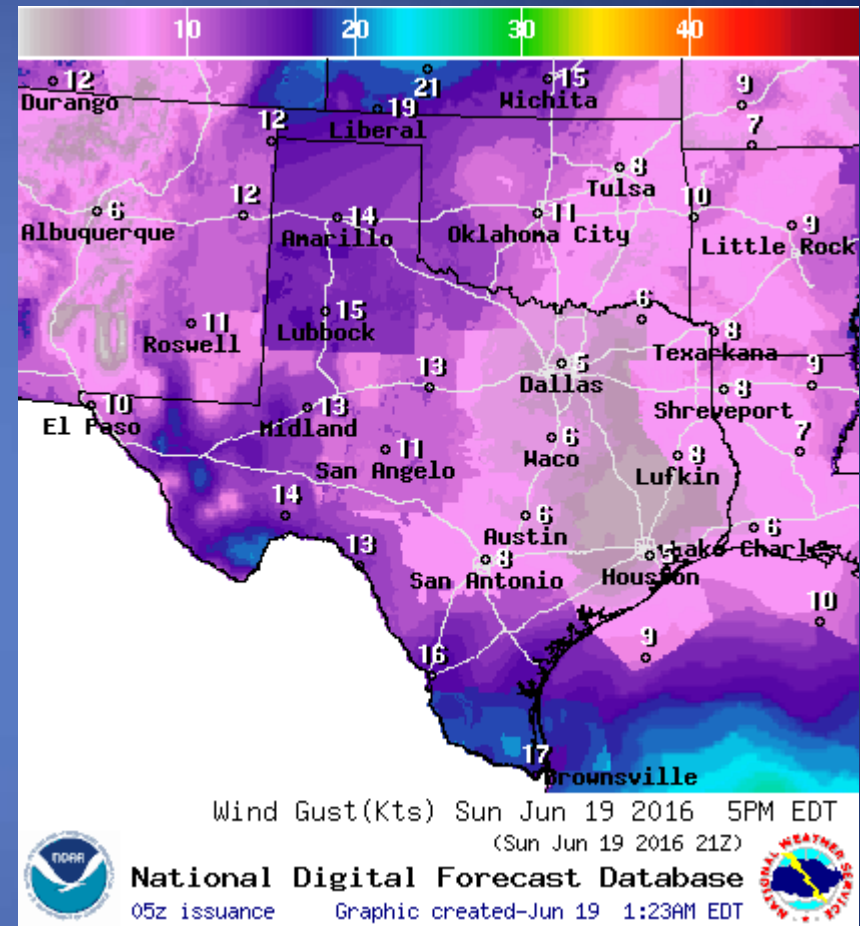 10 20 30 40
12 21 15 9
Durango Wichita
19 Liberal 7
12
8 Tulsa
6 12 14 11 10 9
Albuquerque Amarillo Oklahoma City Little Rock
11 15 6 8
Roswell Lubbock Texarkana
13 5 9
Dallas 8
10 13 Shreveport
El Paso Midland
11 6 8 7
San Angelo Waco Lufkin
14 6 6
Austin
13 8 5 Lake Charles
San Antonio Houston
10
16 9
17
Brownsville
Wind Gust(Kts) Sun Jun 19 2016 5PM EDT
(Sun Jun 19 2016 21Z)
NOAA
National Digital Forecast Database
05z issuance Graphic created-Jun 19 1:23AM EDT
NATIONAL WEATHER SERVICE